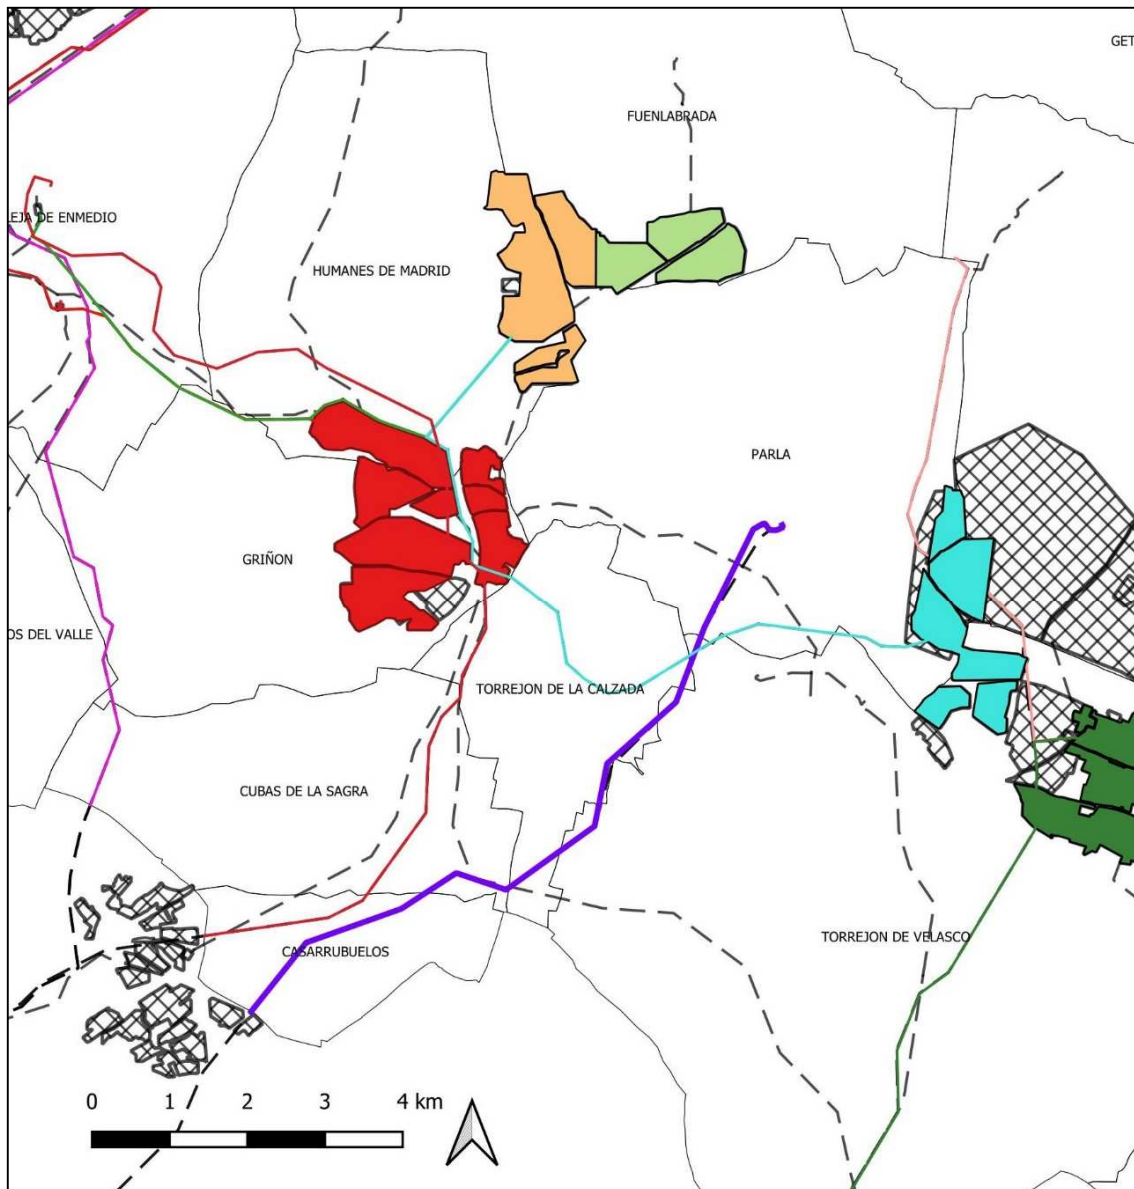 GET
FUENLABRADA
LEJA DE ENMEDIO
HUMANES DE MADRID
PARLA
GRIÑON
OS DEL VALLE
TORREJON DE LA CALZADA
CUBAS DE LA SAGRA
TORREJON DE VELASCO
CASARRUBUELOS
0 1 2 3 4 km